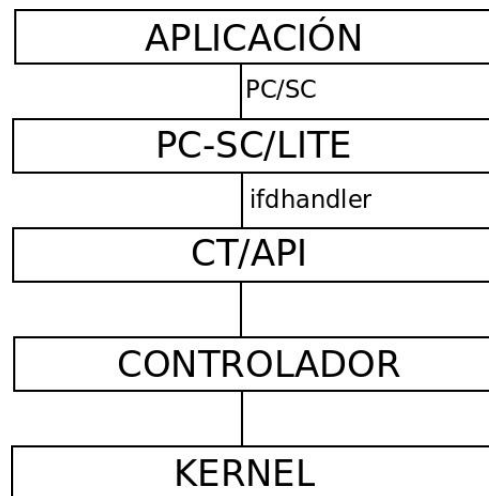 APLICACIÓN
PC/SC
PC-SC/LITE
ifdhandler
CT/API
CONTROLADOR
KERNEL